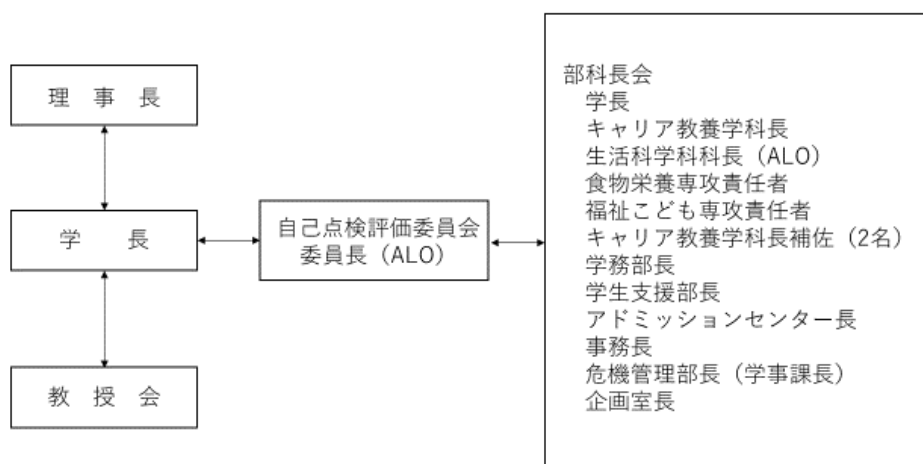 理 事 長
学 長
教 授 会
自己点検評価委員会
委員長（ALO）
部科長会
学長
キャリア教養学科長
生活科学科科長（ALO）
食物栄養専攻責任者
福祉こども専攻責任者
キャリア教養学科長補佐（2名）
学務部長
学生支援部長
アドミッションセンター長
事務長
危機管理部長（学事課長）
企画室長